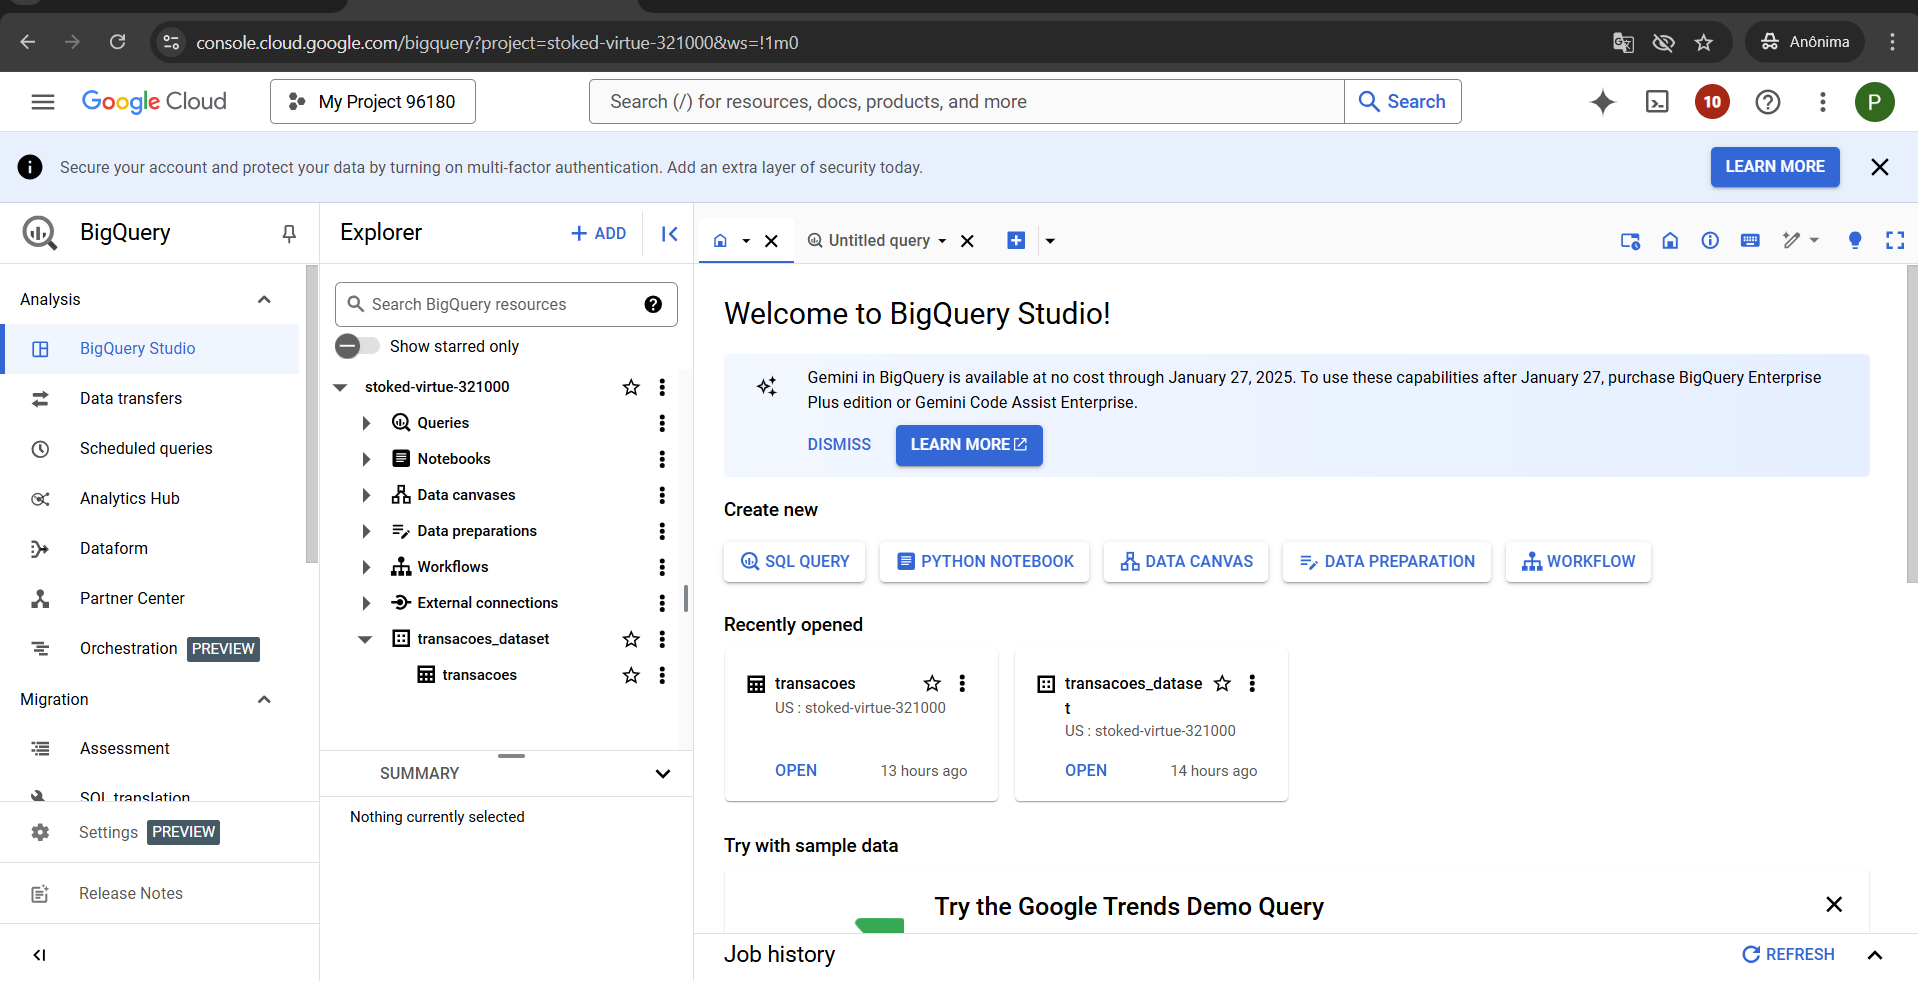 console.cloud.google.com/bigquery?project=stoked-virtue-321000&ws=!1m0
Anônima
Google Cloud
My Project 96180
Search (/) for resources, docs, products, and more
Search
10
P
Secure your account and protect your data by turning on multi-factor authentication. Add an extra layer of security today.
LEARN MORE
BigQuery
Analysis
BigQuery Studio
Data transfers
Scheduled queries
Analytics Hub
Dataform
Partner Center
Orchestration PREVIEW
Migration
Assessment
SQL translation
Settings PREVIEW
Release Notes
Explorer
+ ADD
Search BigQuery resources
Show starred only
stoked-virtue-321000
Queries
Notebooks
Data canvases
Data preparations
Workflows
External connections
transacoes_dataset
transacoes
SUMMARY
Nothing currently selected
Untitled query
Welcome to BigQuery Studio!
Gemini in BigQuery is available at no cost through January 27, 2025. To use these capabilities after January 27, purchase BigQuery Enterprise
Plus edition or Gemini Code Assist Enterprise.
DISMISS
LEARN MORE
Create new
SQL QUERY
PYTHON NOTEBOOK
DATA CANVAS
DATA PREPARATION
WORKFLOW
Recently opened
transacoes
US : stoked-virtue-321000
OPEN
13 hours ago
transacoes_datase
t
US : stoked-virtue-321000
OPEN
14 hours ago
Try with sample data
Try the Google Trends Demo Query
Job history
REFRESH